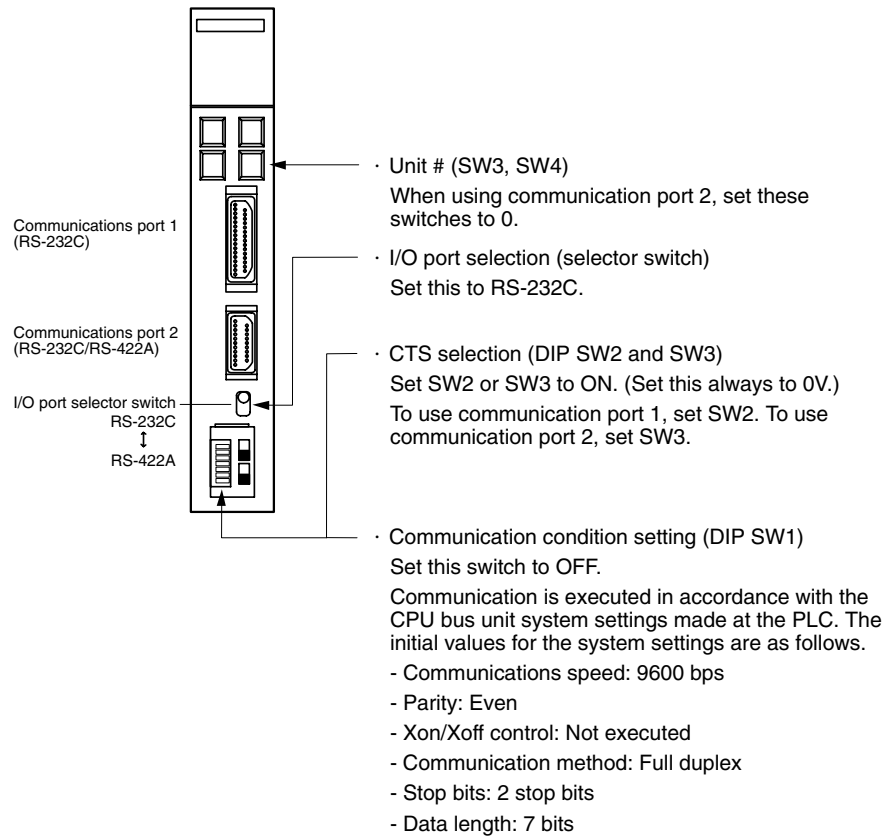 Communications port 1
(RS-232C)
Communications port 2
(RS-232C/RS-422A)
I/O port selector switch
RS-232C
↕
RS-422A
· Unit # (SW3, SW4)
When using communication port 2, set these
switches to 0.
· I/O port selection (selector switch)
Set this to RS-232C.
· CTS selection (DIP SW2 and SW3)
Set SW2 or SW3 to ON. (Set this always to 0V.)
To use communication port 1, set SW2. To use
communication port 2, set SW3.
· Communication condition setting (DIP SW1)
Set this switch to OFF.
Communication is executed in accordance with the
CPU bus unit system settings made at the PLC. The
initial values for the system settings are as follows.
- Communications speed: 9600 bps
- Parity: Even
- Xon/Xoff control: Not executed
- Communication method: Full duplex
- Stop bits: 2 stop bits
- Data length: 7 bits